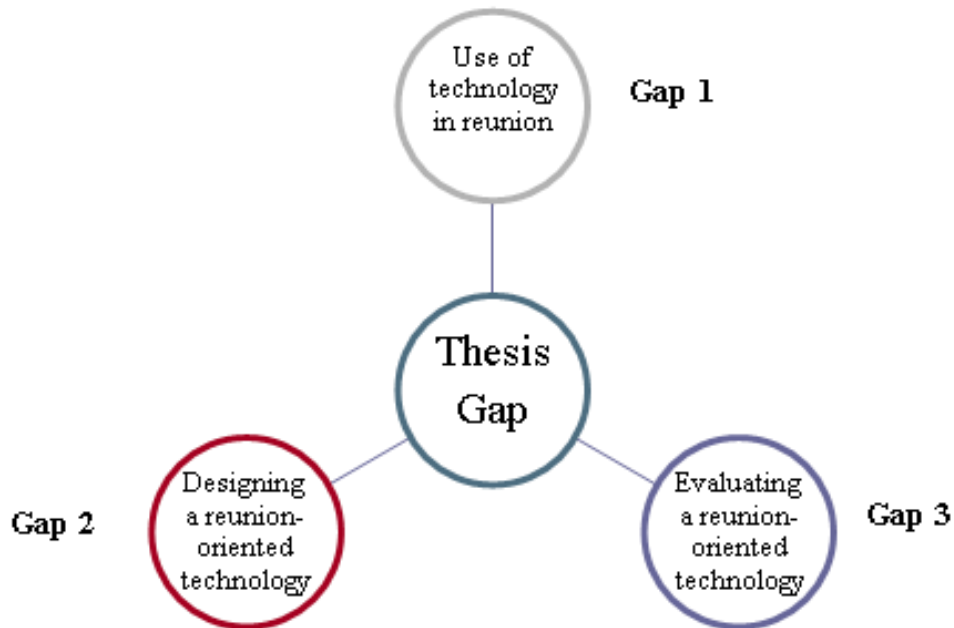 Use of
technology
in reunion
Gap 1
Thesis
Gap
Designing
a reunion-
oriented
technology
Gap 2
Evaluating
a reunion-
oriented
technology
Gap 3